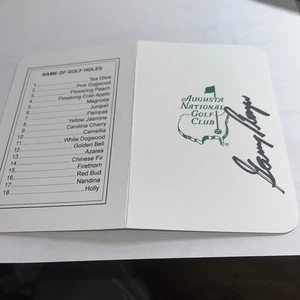 NAME OF GOLF HOLES
1 Tea Olive
2 Pink Dogwood
3 Flowering Peach
4 Flowering Crab Apple
5 Magnolia
6 Juniper
7 Pampas
8 Yellow Jasmine
9 Carolina Cherry
10 Camellia
11 White Dogwood
12 Golden Bell
13 Azalea
14 Chinese Fir
15 Firethorn
16 Red Bud
17 Nandina
18 Holly
AUGUSTA
NATIONAL
GOLF
CLUB
Gary Player